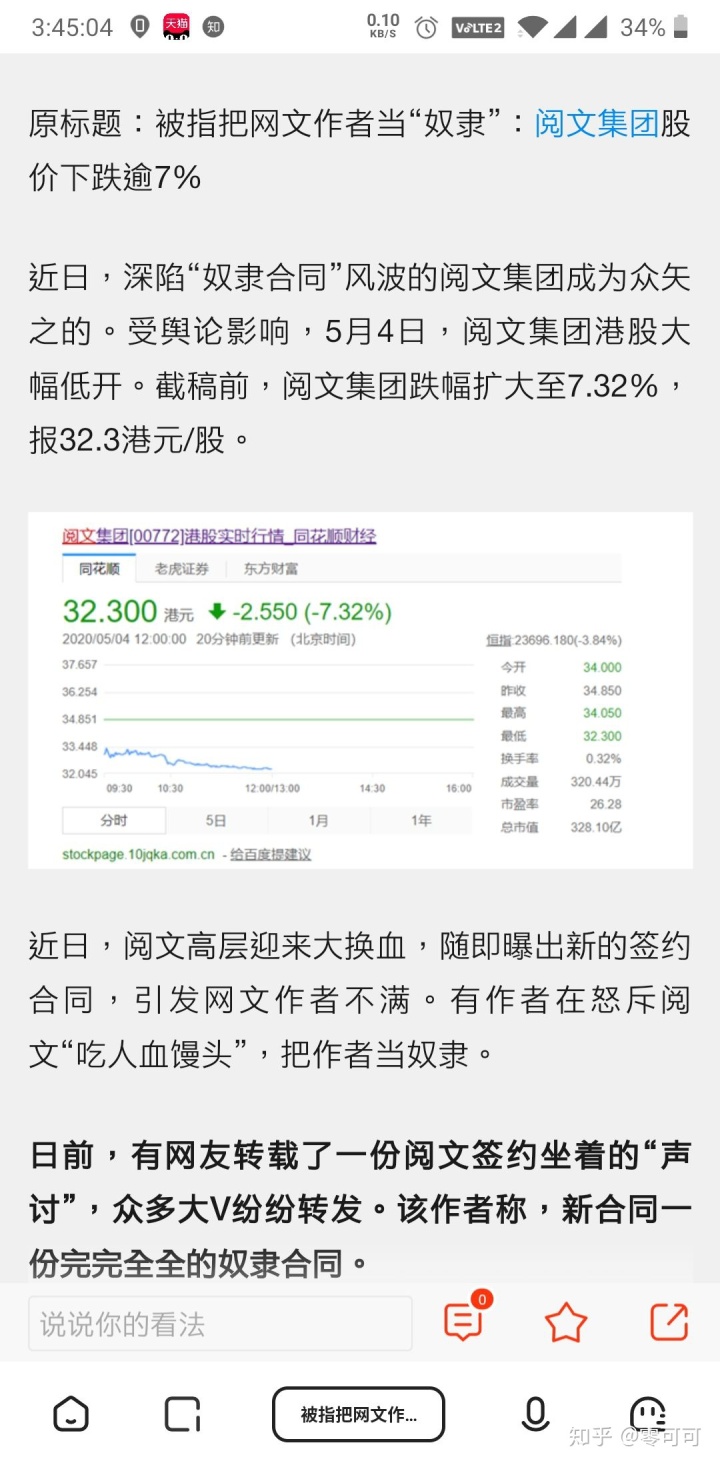 3:45:04
天猫
知
0.10
KB/S
VoLTE2
34%
原标题：被指把网文作者当“奴隶”：阅文集团股
价下跌逾7%
近日，深陷“奴隶合同”风波的阅文集团成为众矢
之的。受舆论影响，5月4日，阅文集团港股大
幅低开。截稿前，阅文集团跌幅扩大至7.32%，
报32.3港元/股。
阅文集团[00772]港股实时行情_同花顺财经
同花顺 老虎证券 东方财富
32.300 港元 -2.550 (-7.32%)
2020/05/04 12:00:00 20分钟前更新 （北京时间） 恒指:23696.180(-3.84%)
37.657
36.254
34.851
33.448
32.045
09:30 10:30 12:00/13:00 14:30 16:00
今开 34.000
昨收 34.850
最高 34.050
最低 32.300
换手率 0.32%
成交量 320.44万
市盈率 26.28
总市值 328.10亿
分时 5日 1月 1年
stockpage.10jqka.com.cn - 给百度提建议
近日，阅文高层迎来大换血，随即曝出新的签约
合同，引发网文作者不满。有作者在怒斥阅
文“吃人血馒头”，把作者当奴隶。
日前，有网友转载了一份阅文签约坐着的“声
讨”，众多大V纷纷转发。该作者称，新合同一
份完完全全的奴隶合同。
说说你的看法
0
被指把网文作...
知乎 @零可可